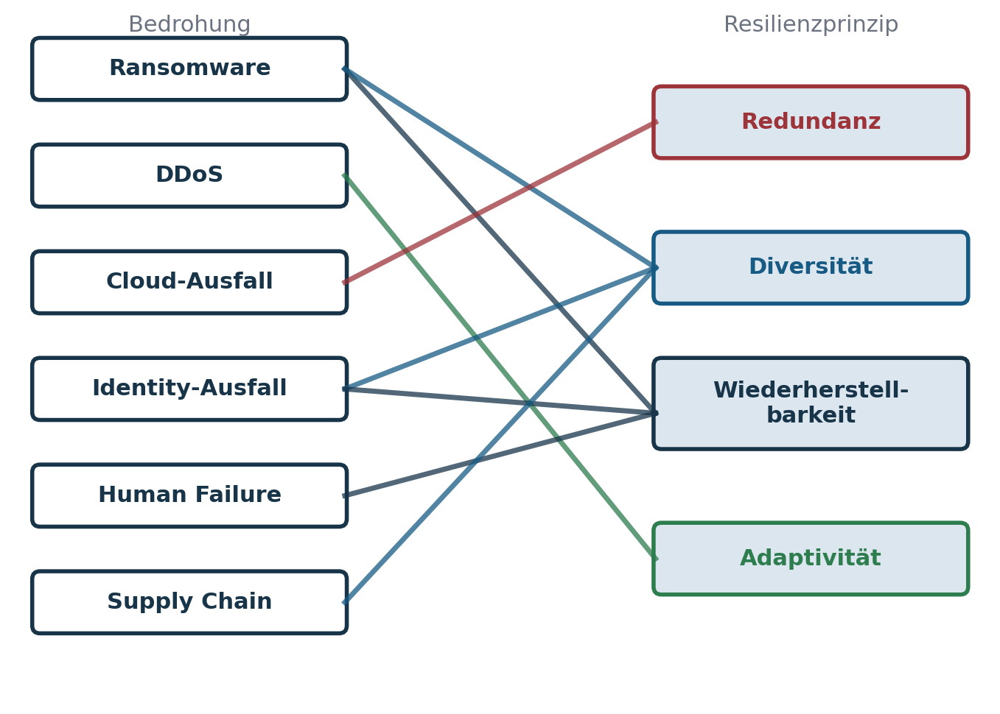 Bedrohung
Resilienzprinzip
Ransomware
DDoS
Cloud-Ausfall
Identity-Ausfall
Human Failure
Supply Chain
Redundanz
Diversität
Wiederherstell-
barkeit
Adaptivität